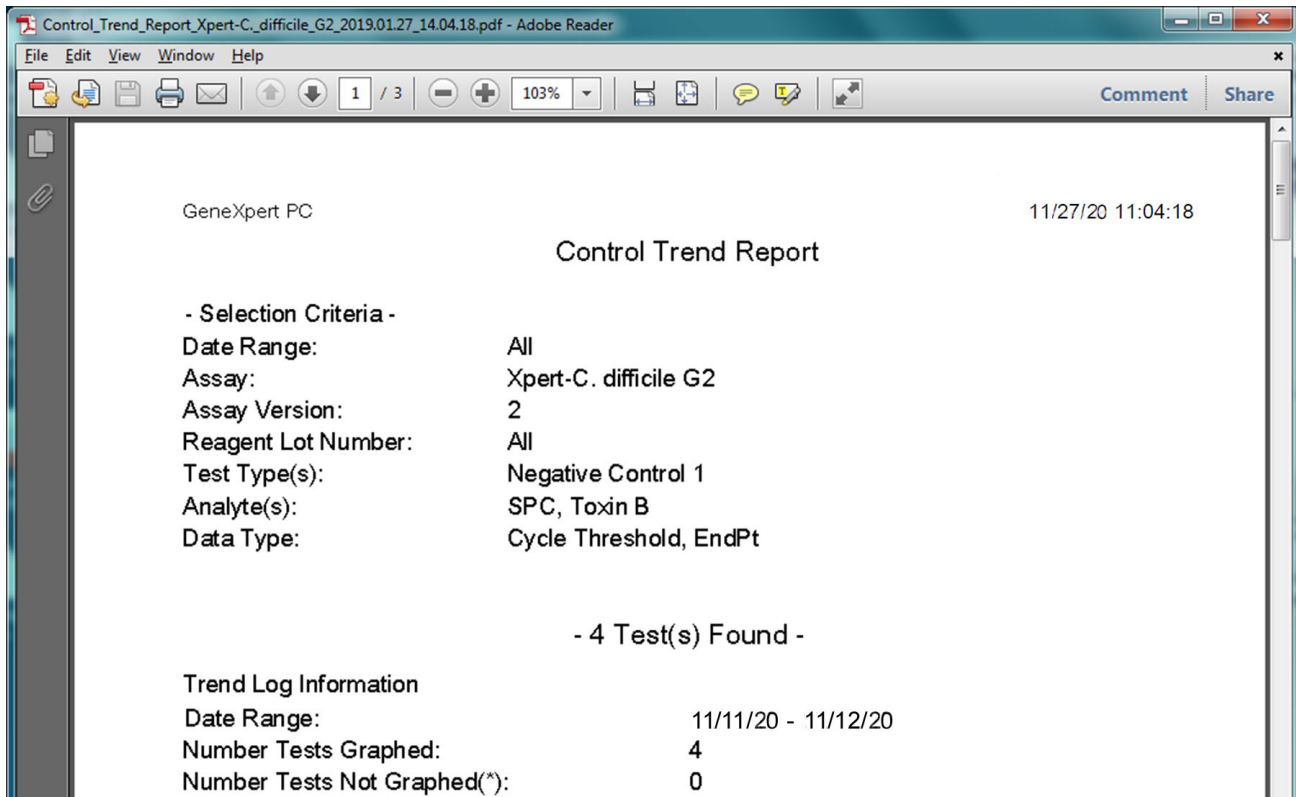 Control_Trend_Report_Xpert-C._difficile_G2_2019.01.27_14.04.18.pdf - Adobe Reader
File Edit View Window Help
1 / 3 103% Comment Share
GeneXpert PC 11/27/20 11:04:18
Control Trend Report
- Selection Criteria -
Date Range: All
Assay: Xpert-C. difficile G2
Assay Version: 2
Reagent Lot Number: All
Test Type(s): Negative Control 1
Analyte(s): SPC, Toxin B
Data Type: Cycle Threshold, EndPt
- 4 Test(s) Found -
Trend Log Information
Date Range: 11/11/20 - 11/12/20
Number Tests Graphed: 4
Number Tests Not Graphed(*): 0